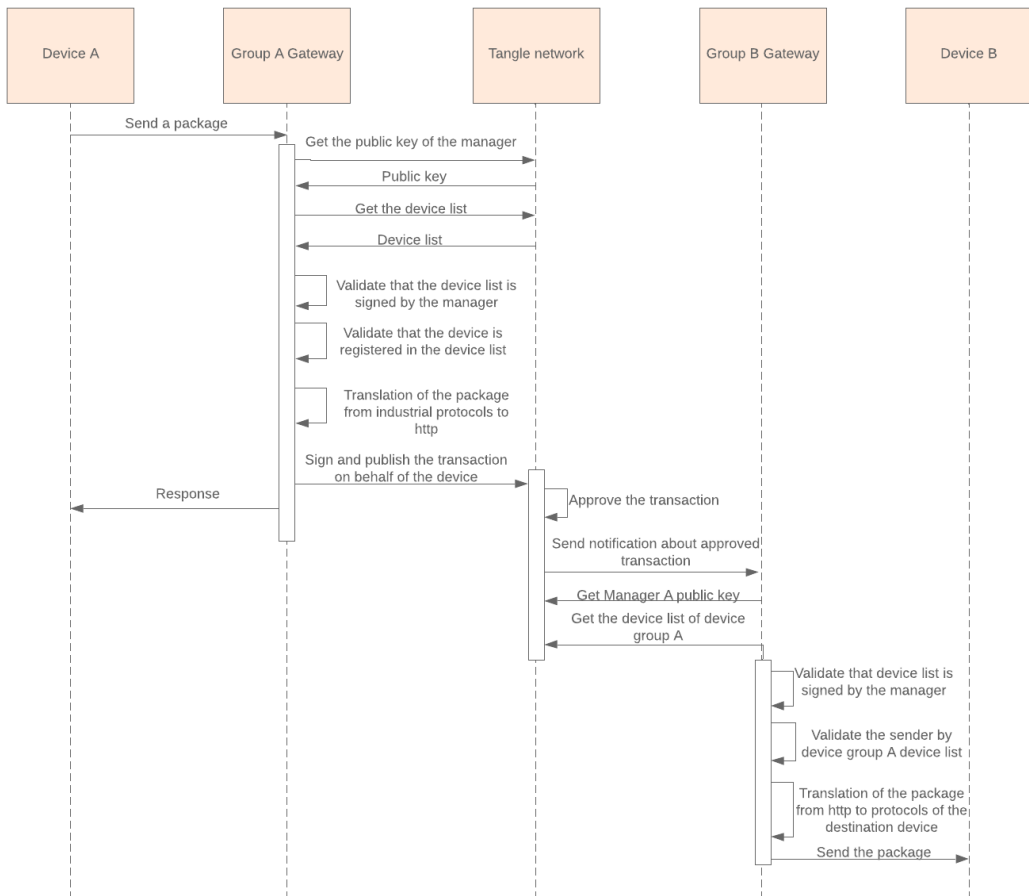 Device A
Group A Gateway
Tangle network
Group B Gateway
Device B
Send a package
Get the public key of the manager
Public key
Get the device list
Device list
Validate that the device list is
signed by the manager
Validate that the device is
registered in the device list
Translation of the package
from industrial protocols to
http
Sign and publish the transaction
on behalf of the device
Response
Approve the transaction
Send notification about approved
transaction
Get Manager A public key
Get the device list of device
group A
Validate that device list is
signed by the manager
Validate the sender by
device group A device list
Translation of the package
from http to protocols of the
destination device
Send the package